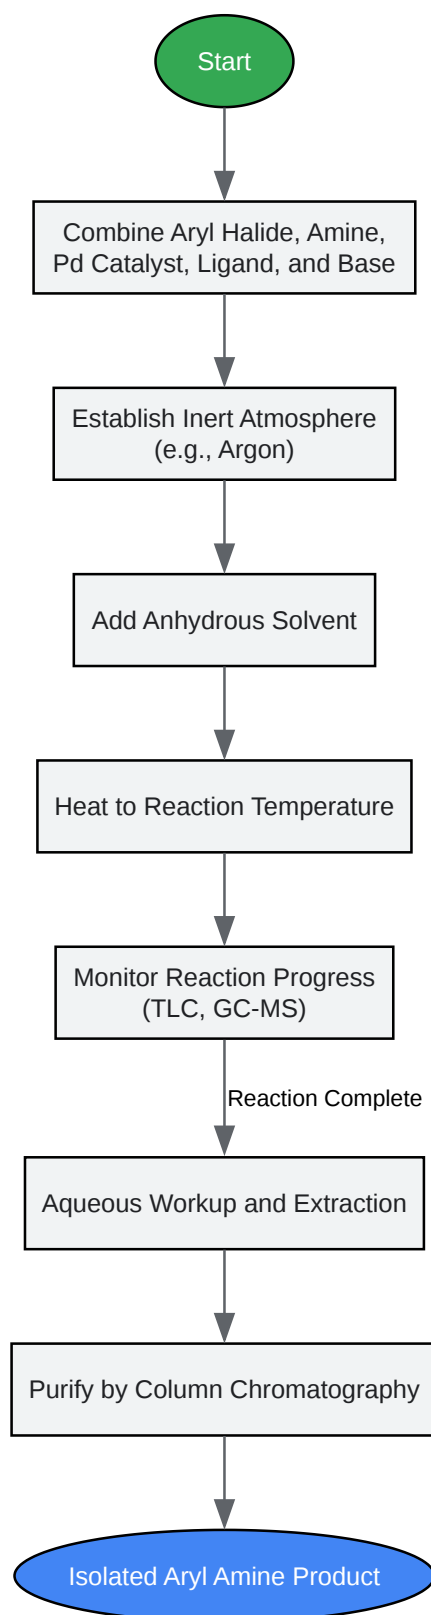 Start
Combine Aryl Halide, Amine,
Pd Catalyst, Ligand, and Base
Establish Inert Atmosphere
(e.g., Argon)
Add Anhydrous Solvent
Heat to Reaction Temperature
Monitor Reaction Progress
(TLC, GC-MS)
Reaction Complete
Aqueous Workup and Extraction
Purify by Column Chromatography
Isolated Aryl Amine Product